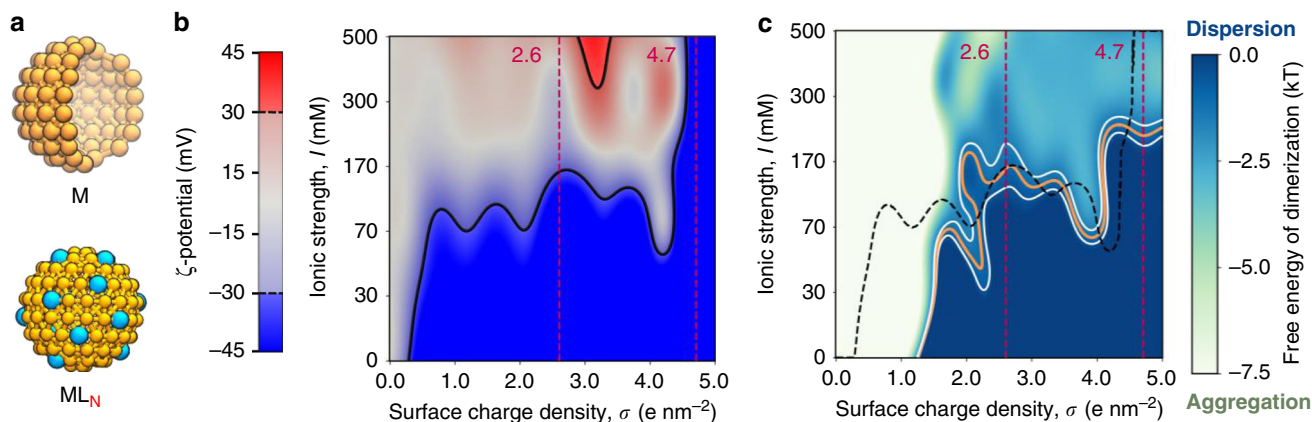 a
M
ML_N
b
ζ-potential (mV)
45
30
15
−15
−30
−45
Ionic strength, I (mM)
500
300
170
70
30
0
2.6
4.7
0.0
1.0
2.0
3.0
4.0
5.0
Surface charge density, σ (e nm⁻²)
c
Ionic strength, I (mM)
500
300
170
70
30
0
2.6
4.7
0.0
1.0
2.0
3.0
4.0
5.0
Surface charge density, σ (e nm⁻²)
Dispersion
0.0
−2.5
−5.0
−7.5
Free energy of dimerization (kT)
Aggregation